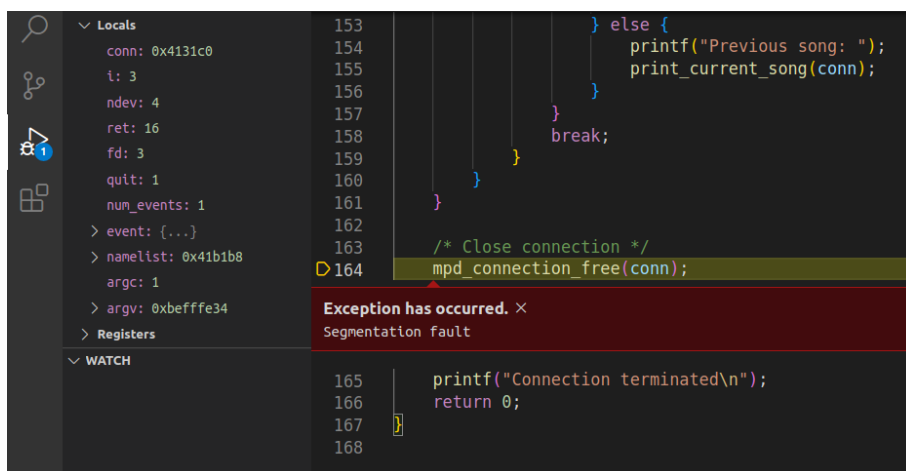 Locals
conn: 0x4131c0
i: 3
ndev: 4
ret: 16
fd: 3
quit: 1
num_events: 1
event: {...}
namelist: 0x41b1b8
argc: 1
argv: 0xbefffe34
Registers
WATCH
1
153 } else {
154 printf("Previous song: ");
155 print_current_song(conn);
156 }
157 }
158 break;
159 }
160 }
161 }
162
163 /* Close connection */
164 mpd_connection_free(conn);
Exception has occurred. ×
Segmentation fault
165 printf("Connection terminated\n");
166 return 0;
167 }
168